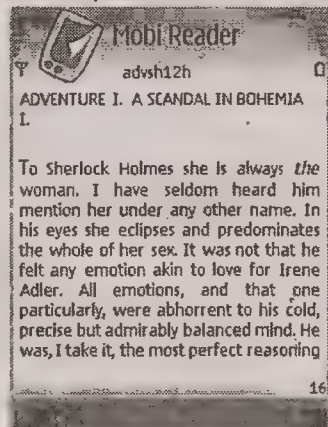 Mobi Reader
advsh12h
ADVENTURE I. A SCANDAL IN BOHEMIA
I.
To Sherlock Holmes she is always the
woman. I have seldom heard him
mention her under any other name. In
his eyes she eclipses and predominates
the whole of her sex. It was not that he
felt any emotion akin to love for Irene
Adler. All emotions, and that one
particularly, were abhorrent to his cold,
precise but admirably balanced mind. He
was, I take it, the most perfect reasoning
16